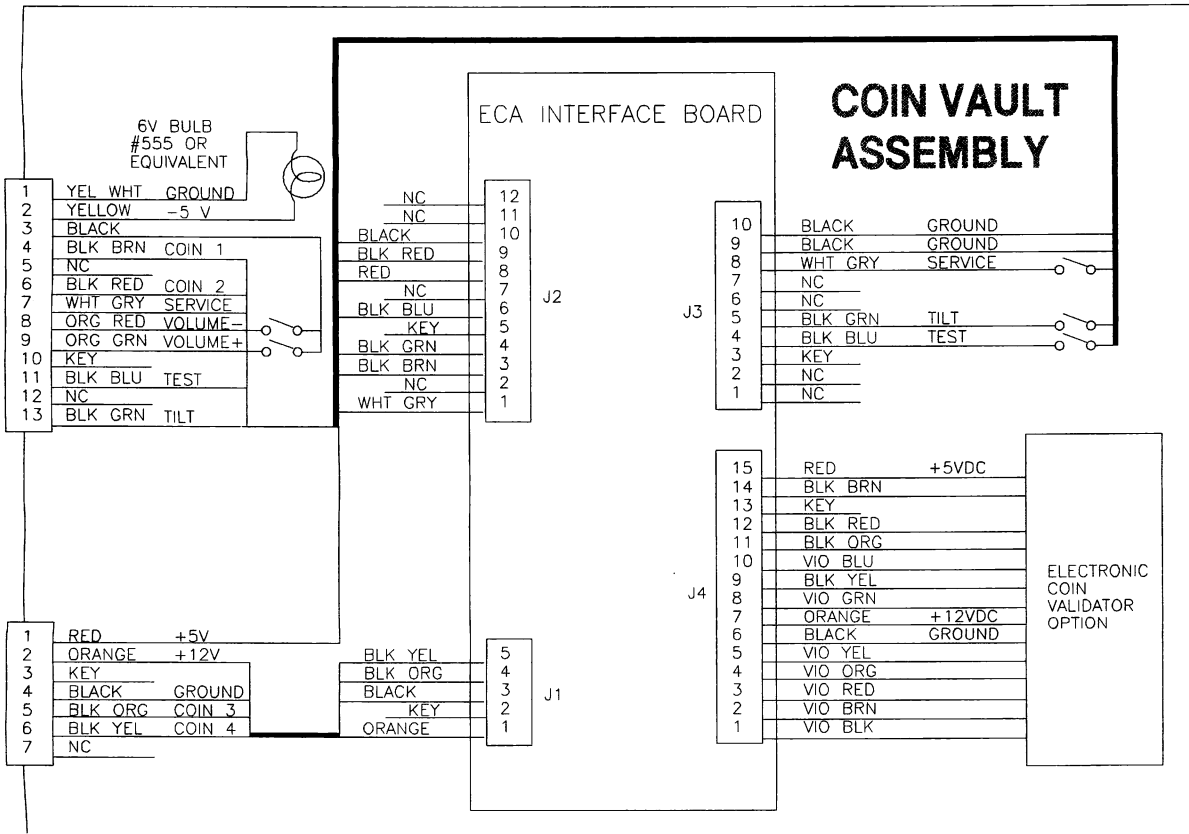 COIN VAULT
ASSEMBLY
ECA INTERFACE BOARD
6V BULB
#555 OR
EQUIVALENT
1 YEL WHT GROUND
2 YELLOW -5 V
3 BLACK
4 BLK BRN COIN 1
5 NC
6 BLK RED COIN 2
7 WHT GRY SERVICE
8 ORG RED VOLUME-
9 ORG GRN VOLUME+
10 KEY
11 BLK BLU TEST
12 NC
13 BLK GRN TILT
1 RED +5V
2 ORANGE +12V
3 KEY
4 BLACK GROUND
5 BLK ORG COIN 3
6 BLK YEL COIN 4
7 NC
NC 12
NC 11
BLACK 10
BLK RED 9
RED 8
NC 7
BLK BLU 6
KEY 5
BLK GRN 4
BLK BRN 3
NC 2
WHT GRY 1
J2
BLK YEL 5
BLK ORG 4
BLACK 3
KEY 2
ORANGE 1
J1
J3
10 BLACK GROUND
9 BLACK GROUND
8 WHT GRY SERVICE
7 NC
6 NC
5 BLK GRN TILT
4 BLK BLU TEST
3 KEY
2 NC
1 NC
J4
15 RED +5VDC
14 BLK BRN
13 KEY
12 BLK RED
11 BLK ORG
10 VIO BLU
9 BLK YEL
8 VIO GRN
7 ORANGE +12VDC
6 BLACK GROUND
5 VIO YEL
4 VIO ORG
3 VIO RED
2 VIO BRN
1 VIO BLK
ELECTRONIC
COIN
VALIDATOR
OPTION